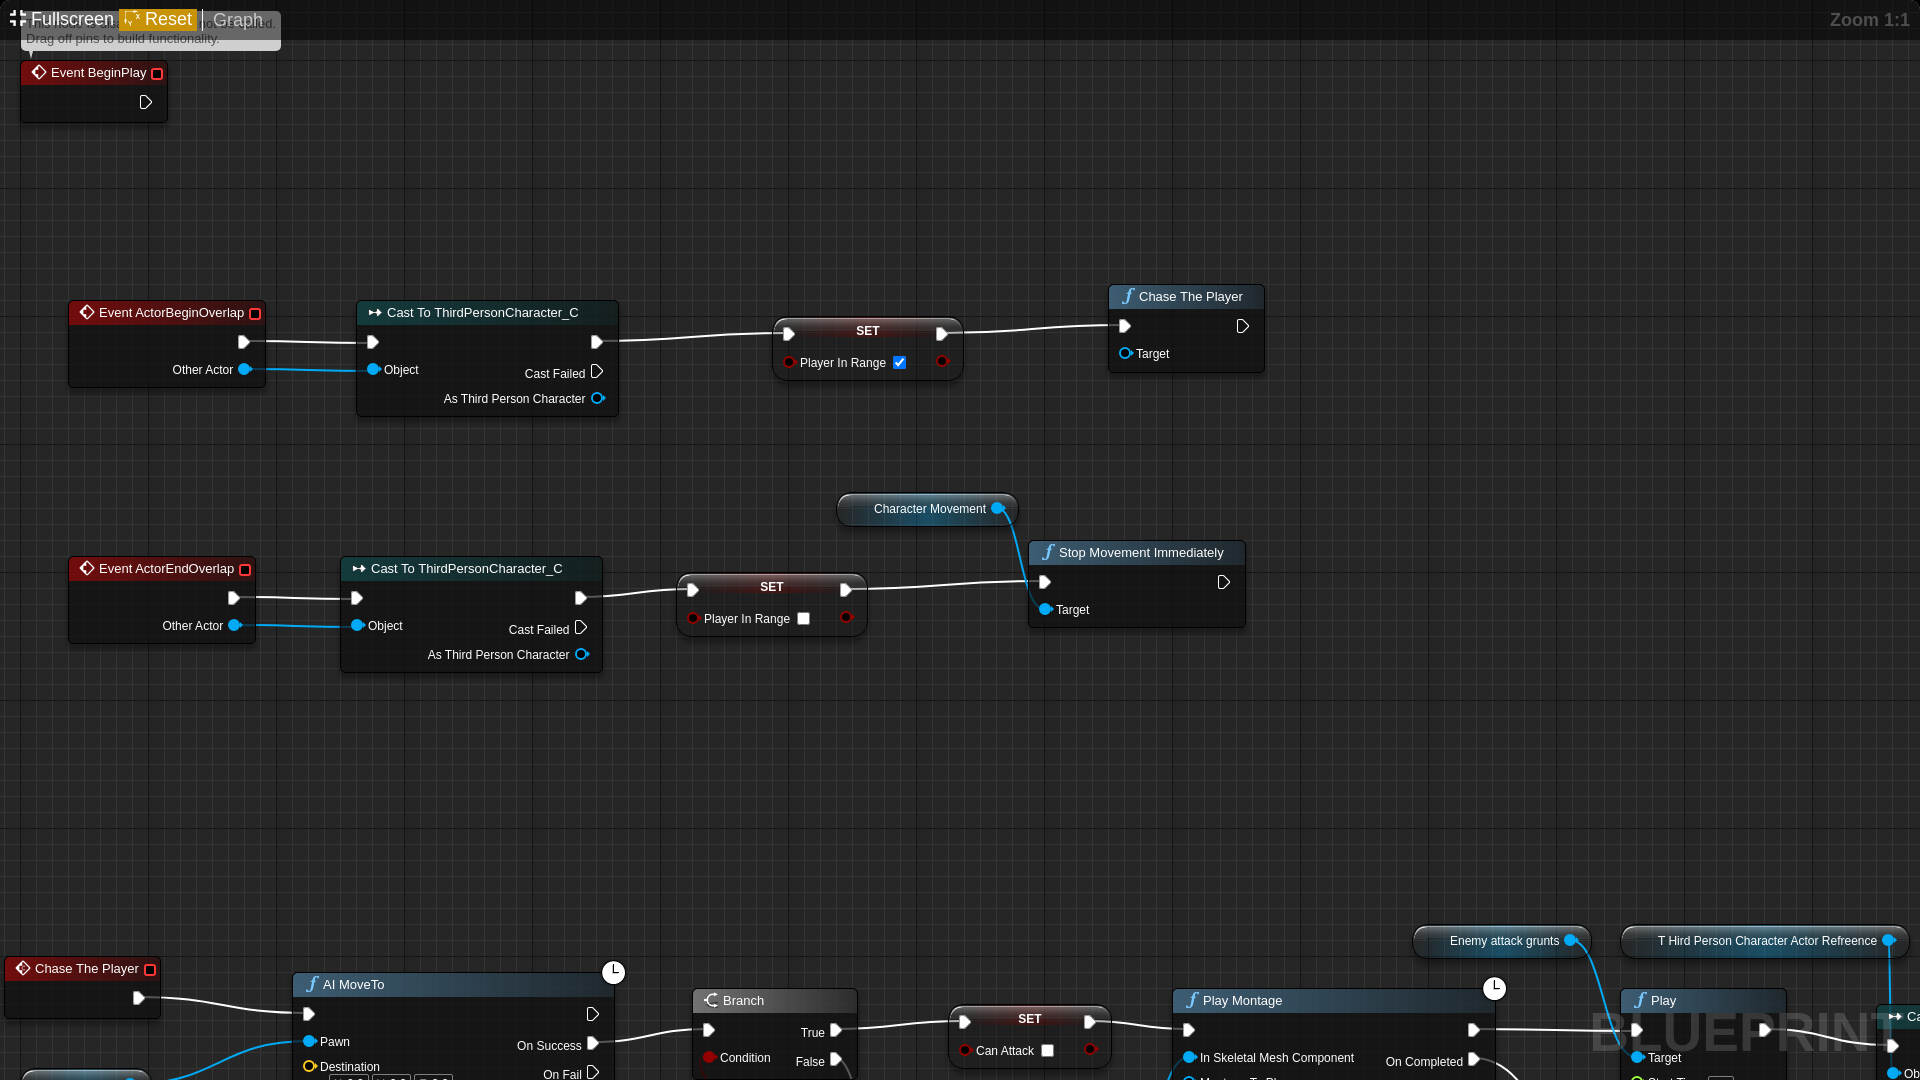 Fullscreen Reset Graph
Zoom 1:1
Drag off pins to build functionality.
Event BeginPlay
Chase The Player
Event ActorBeginOverlap
Cast To ThirdPersonCharacter_C
SET
Target
Other Actor
Object
Cast Failed
Player In Range
As Third Person Character
Character Movement
Stop Movement Immediately
Event ActorEndOverlap
Cast To ThirdPersonCharacter_C
SET
Target
Other Actor
Object
Cast Failed
Player In Range
As Third Person Character
Enemy attack grunts
T Hird Person Character Actor Refreence
Chase The Player
AI MoveTo
Branch
SET
Play Montage
Play
Ca
BLUEPRINT
True
Pawn
On Success
Condition
False
Can Attack
In Skeletal Mesh Component
On Completed
Target
Destination
On Fail
Ob